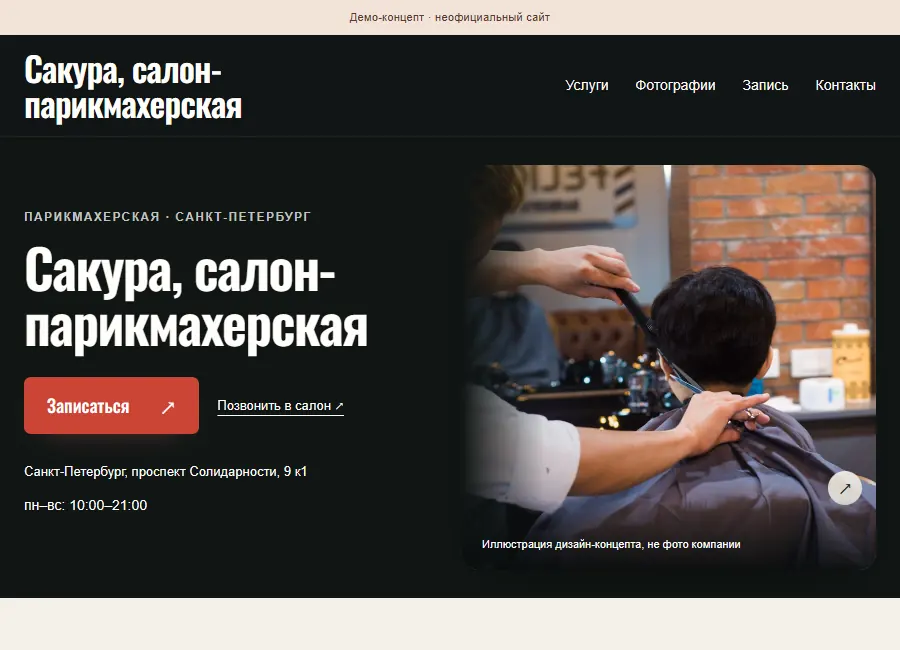 Демо-концепт · неофициальный сайт
Сакура, салон-
парикмахерская
Услуги Фотографии Запись Контакты
ПАРИКМАХЕРСКАЯ · САНКТ-ПЕТЕРБУРГ
Сакура, салон-
парикмахерская
Записаться ↗
Позвонить в салон ↗
Санкт-Петербург, проспект Солидарности, 9 к1
пн–вс: 10:00–21:00
↗
Иллюстрация дизайн-концепта, не фото компании